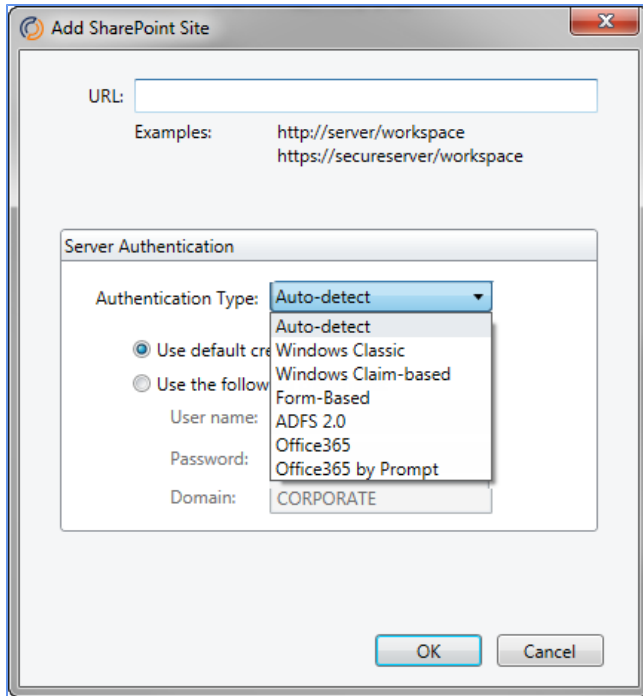 Add SharePoint Site
URL:
Examples: http://server/workspace
https://secureserver/workspace
Server Authentication
Authentication Type: Auto-detect
Auto-detect
Use default cre
Windows Classic
Windows Claim-based
Use the follow
Form-Based
User name:
ADFS 2.0
Office365
Password:
Office365 by Prompt
Domain: CORPORATE
OK Cancel